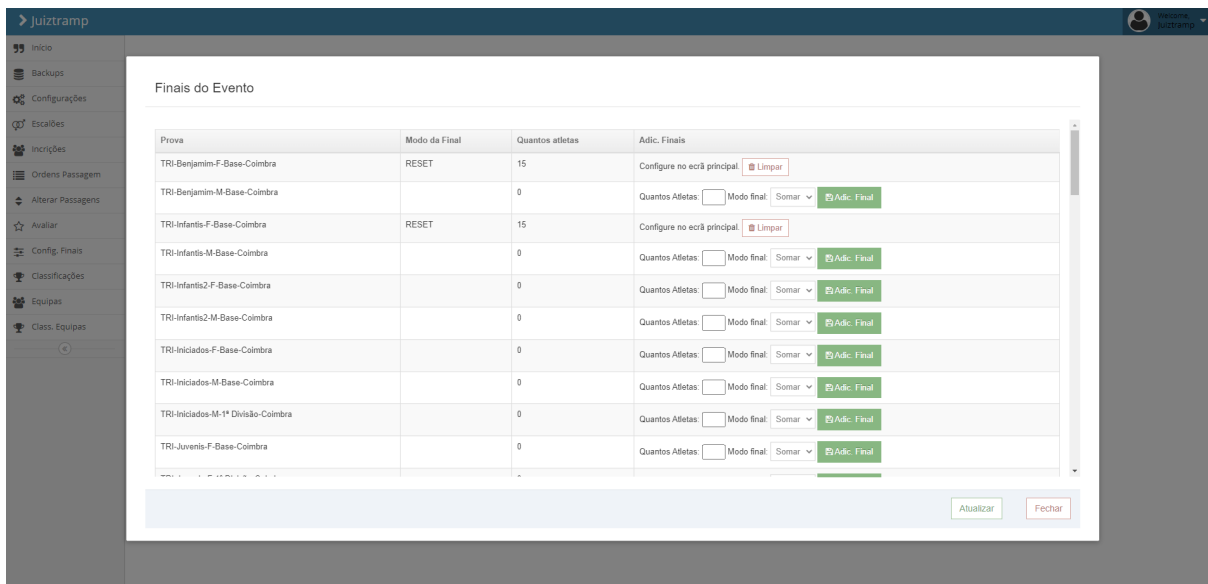 Juiztramp
Welcome,
Juiztramp
Início
Backups
Configurações
Escalões
Incrições
Ordens Passagem
Alterar Passagens
Avaliar
Config. Finais
Classificações
Equipas
Class. Equipas
Finais do Evento
Prova Modo da Final Quantos atletas Adic. Finais
TRI-Benjamim-F-Base-Coimbra RESET 15 Configure no ecrã principal. Limpar
TRI-Benjamim-M-Base-Coimbra 0 Quantos Atletas: Modo final: Somar Adic. Final
TRI-Infantis-F-Base-Coimbra RESET 15 Configure no ecrã principal. Limpar
TRI-Infantis-M-Base-Coimbra 0 Quantos Atletas: Modo final: Somar Adic. Final
TRI-Infantis2-F-Base-Coimbra 0 Quantos Atletas: Modo final: Somar Adic. Final
TRI-Infantis2-M-Base-Coimbra 0 Quantos Atletas: Modo final: Somar Adic. Final
TRI-Iniciados-F-Base-Coimbra 0 Quantos Atletas: Modo final: Somar Adic. Final
TRI-Iniciados-M-Base-Coimbra 0 Quantos Atletas: Modo final: Somar Adic. Final
TRI-Iniciados-M-1ª Divisão-Coimbra 0 Quantos Atletas: Modo final: Somar Adic. Final
TRI-Juvenis-F-Base-Coimbra 0 Quantos Atletas: Modo final: Somar Adic. Final
Atualizar Fechar